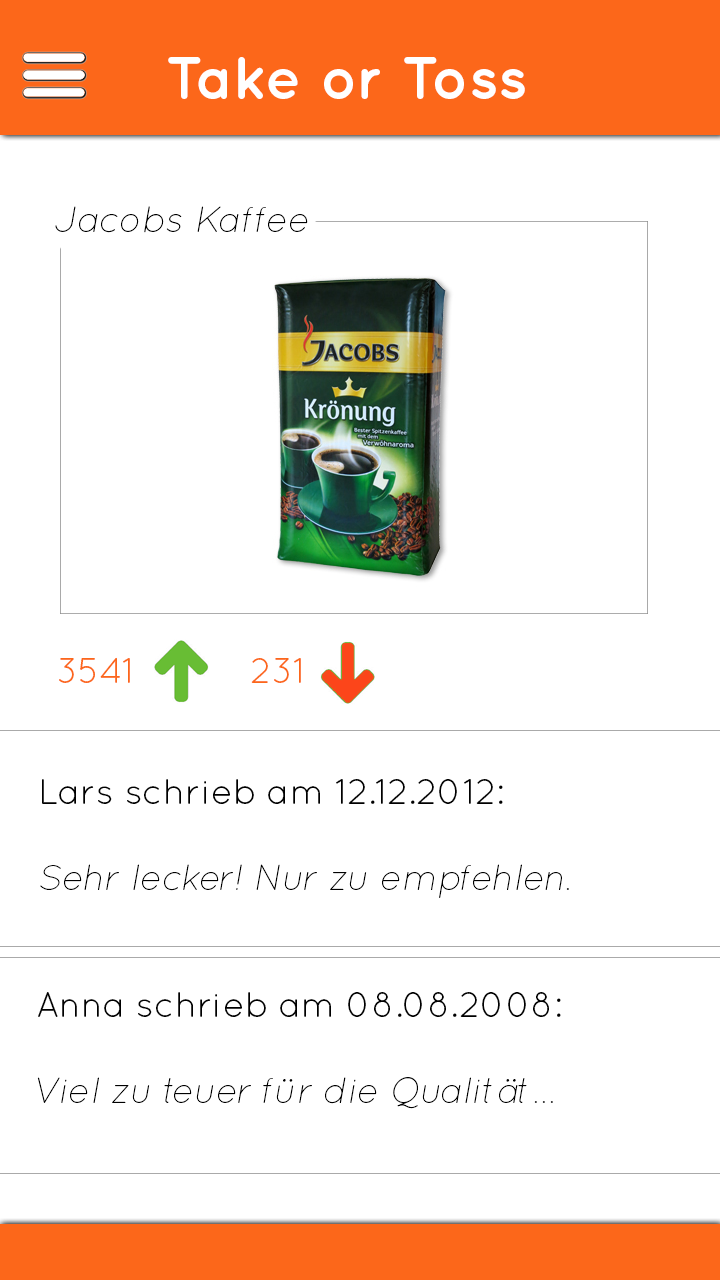 Take or Toss
Jacobs Kaffee
JACOBS
Krönung
Bester Spitzenkaffee
mit dem
Verwöhnaroma
3541 231
Lars schrieb am 12.12.2012:
Sehr lecker! Nur zu empfehlen.
Anna schrieb am 08.08.2008:
Viel zu teuer für die Qualität...